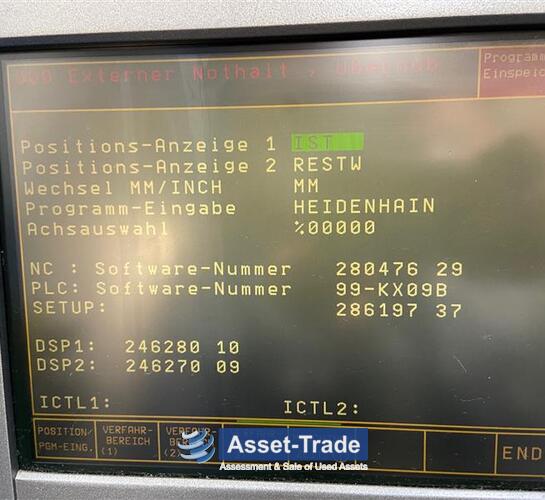 Externer Nothalt
Programm
Einspeic
Positions-Anzeige 1 IST
Positions-Anzeige 2 RESTW
Wechsel MM/INCH MM
Programm-Eingabe HEIDENHAIN
Achsauswahl %00000
NC : Software-Nummer 280476 29
PLC: Software-Nummer 99-KX09B
SETUP: 286197 37
DSP1: 246280 10
DSP2: 246270 09
ICTL1: ICTL2:
POSITION/
PGM-EING.
VERFAHR-
BEREICH
(1)
VERFAHR-
BEREICH
(2)
END
Asset-Trade
Assessment & Sale of Used Assets